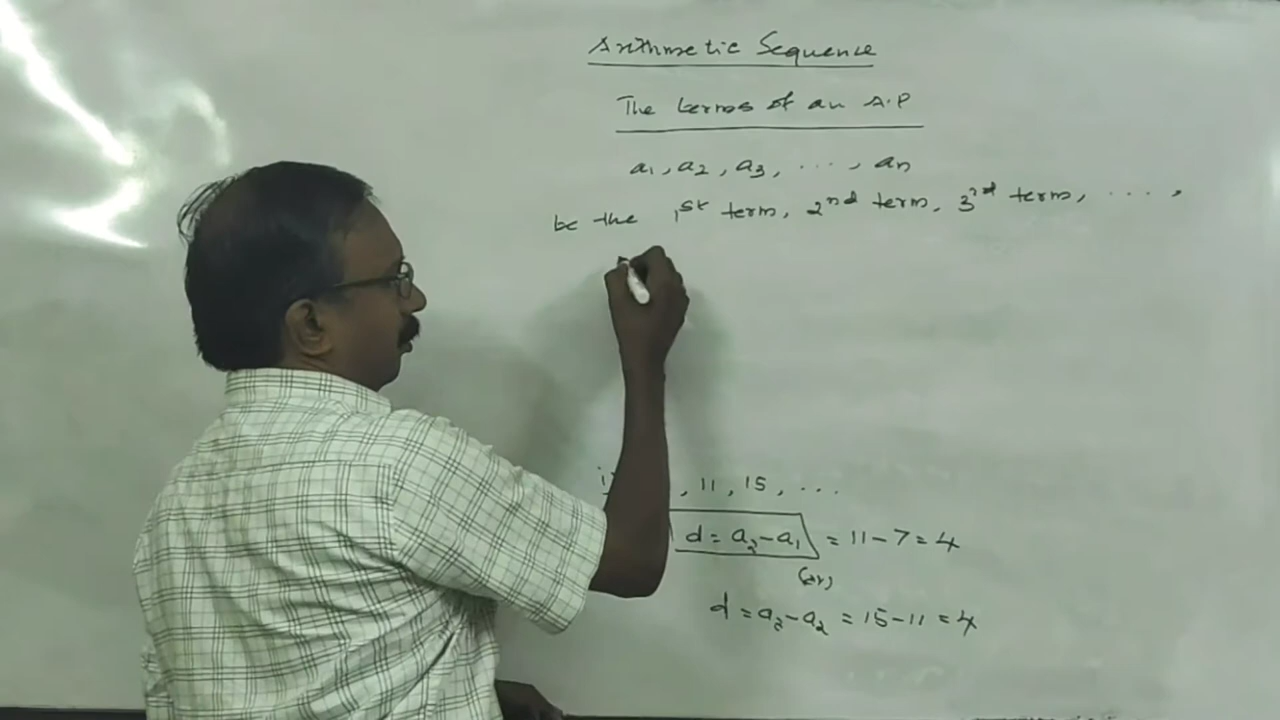 Arithmetic Sequence
The terms of an A.P
a₁, a₂, a₃, ..., aₙ
be the 1st term, 2nd term, 3rd term, ....,
, 11, 15, ...
d = a₂-a₁ = 11-7=4
(or)
d = a₃-a₂ = 15-11 = 4